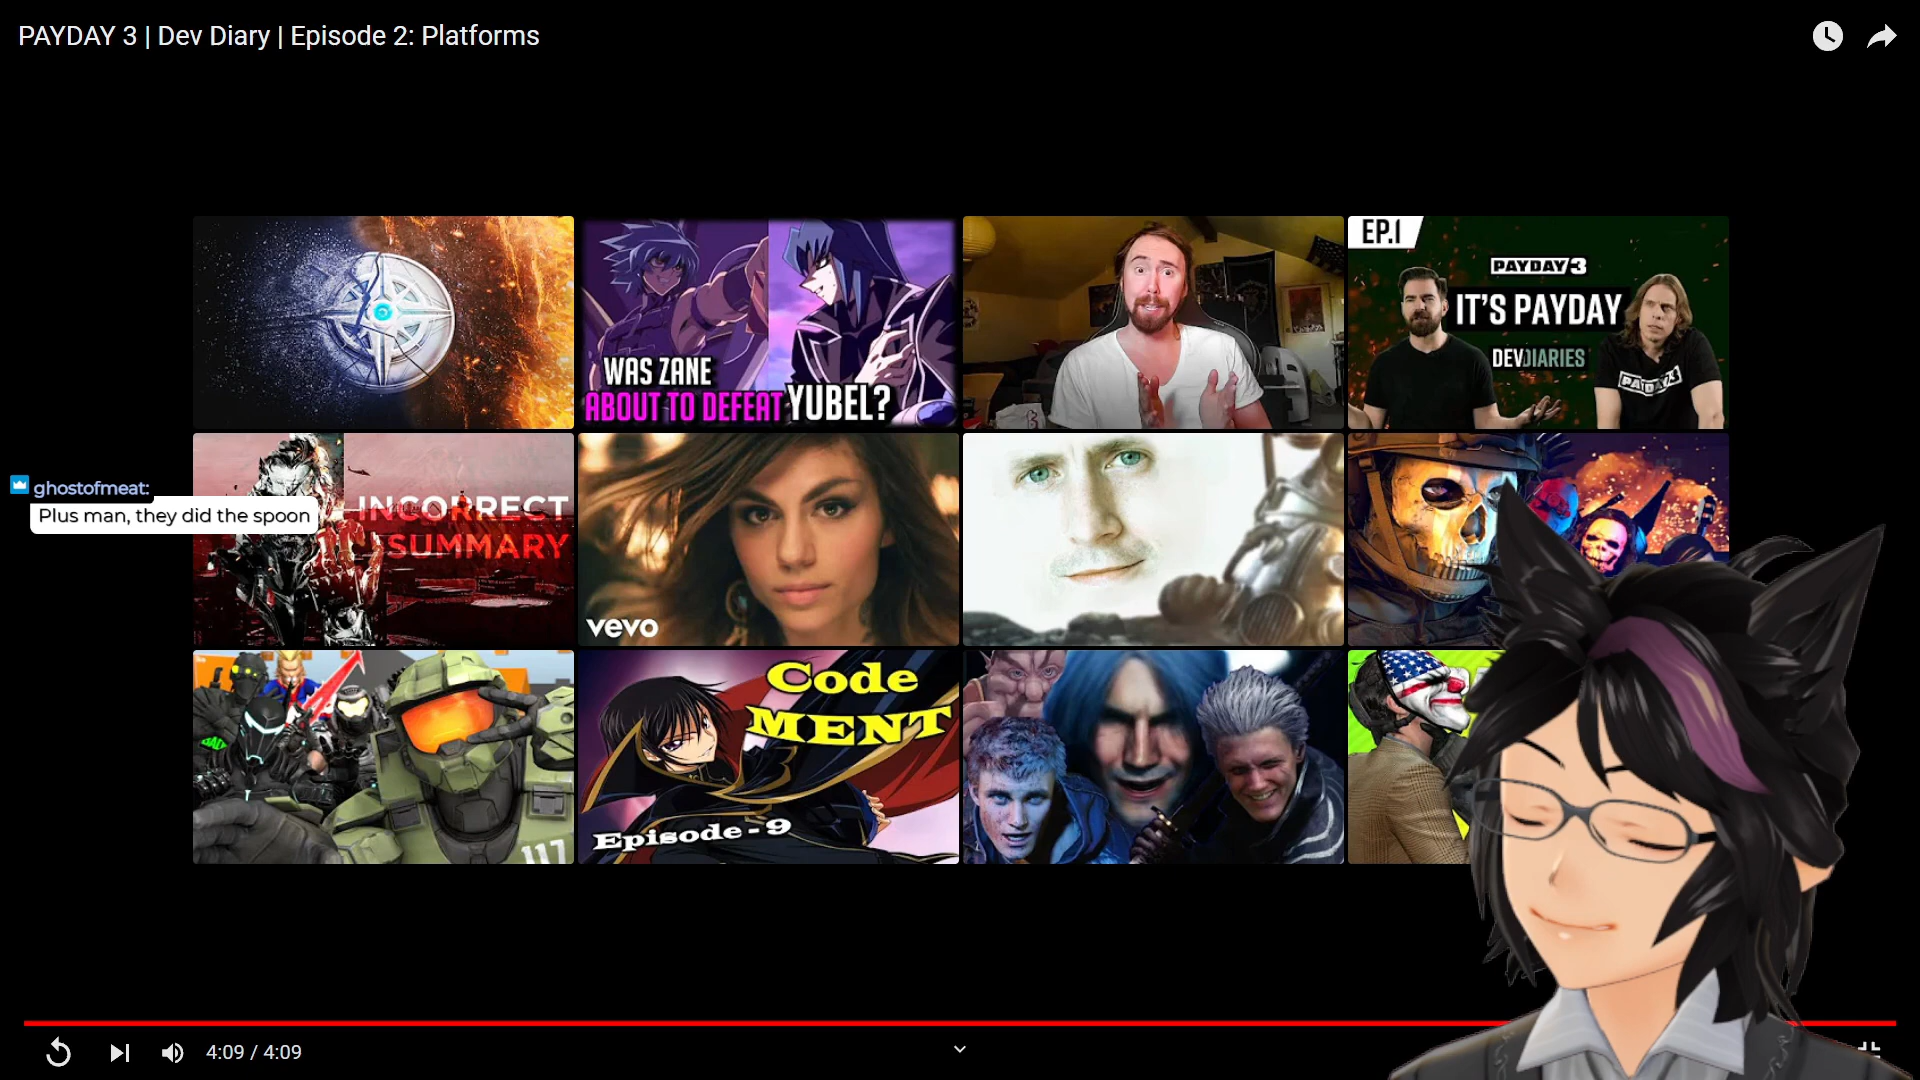 PAYDAY 3 | Dev Diary | Episode 2: Platforms
WAS ZANE
ABOUT TO DEFEAT YUBEL?
EP.1
PAYDAY 3
IT'S PAYDAY
DEVDIARIES
PAYDAY 3
ghostofmeat:
Plus man, they did the spoon
INCORRECT
SUMMARY
vevo
117
Code
MENT
Episode - 9
4:09 / 4:09